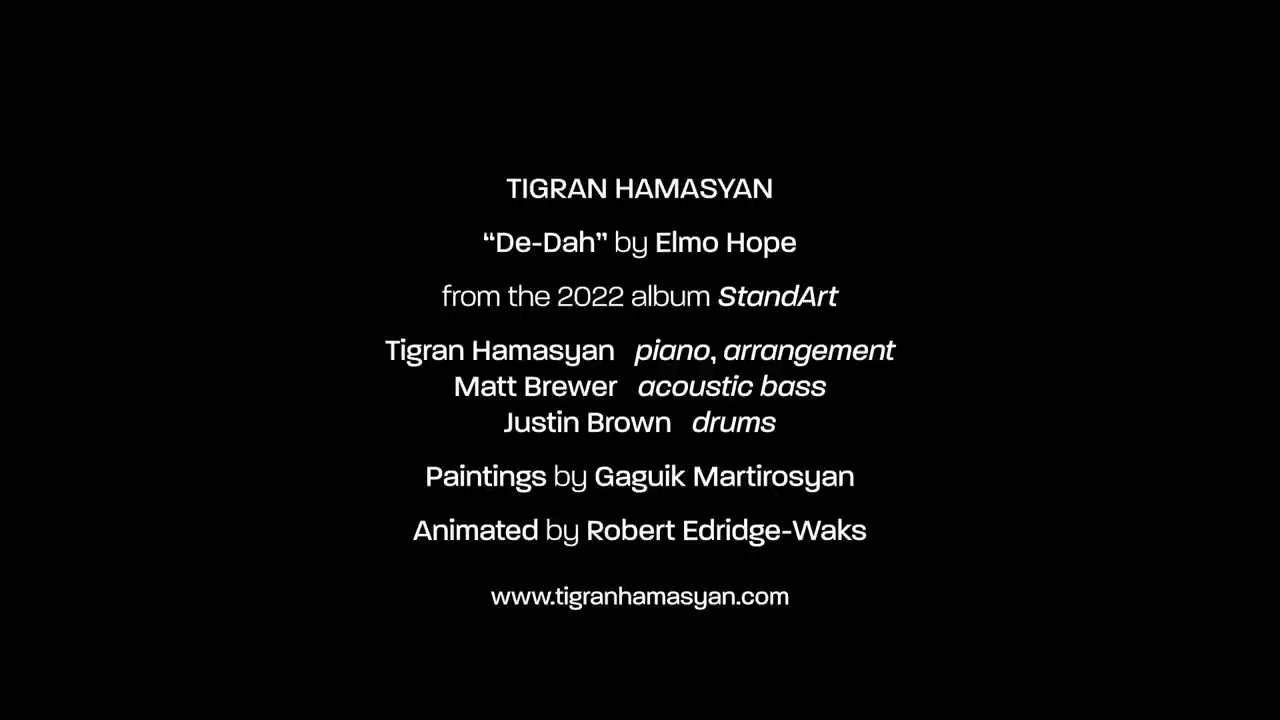 TIGRAN HAMASYAN
“De-Dah” by Elmo Hope
from the 2022 album StandArt
Tigran Hamasyan piano, arrangement
Matt Brewer acoustic bass
Justin Brown drums
Paintings by Gaguik Martirosyan
Animated by Robert Edridge-Waks
www.tigranhamasyan.com